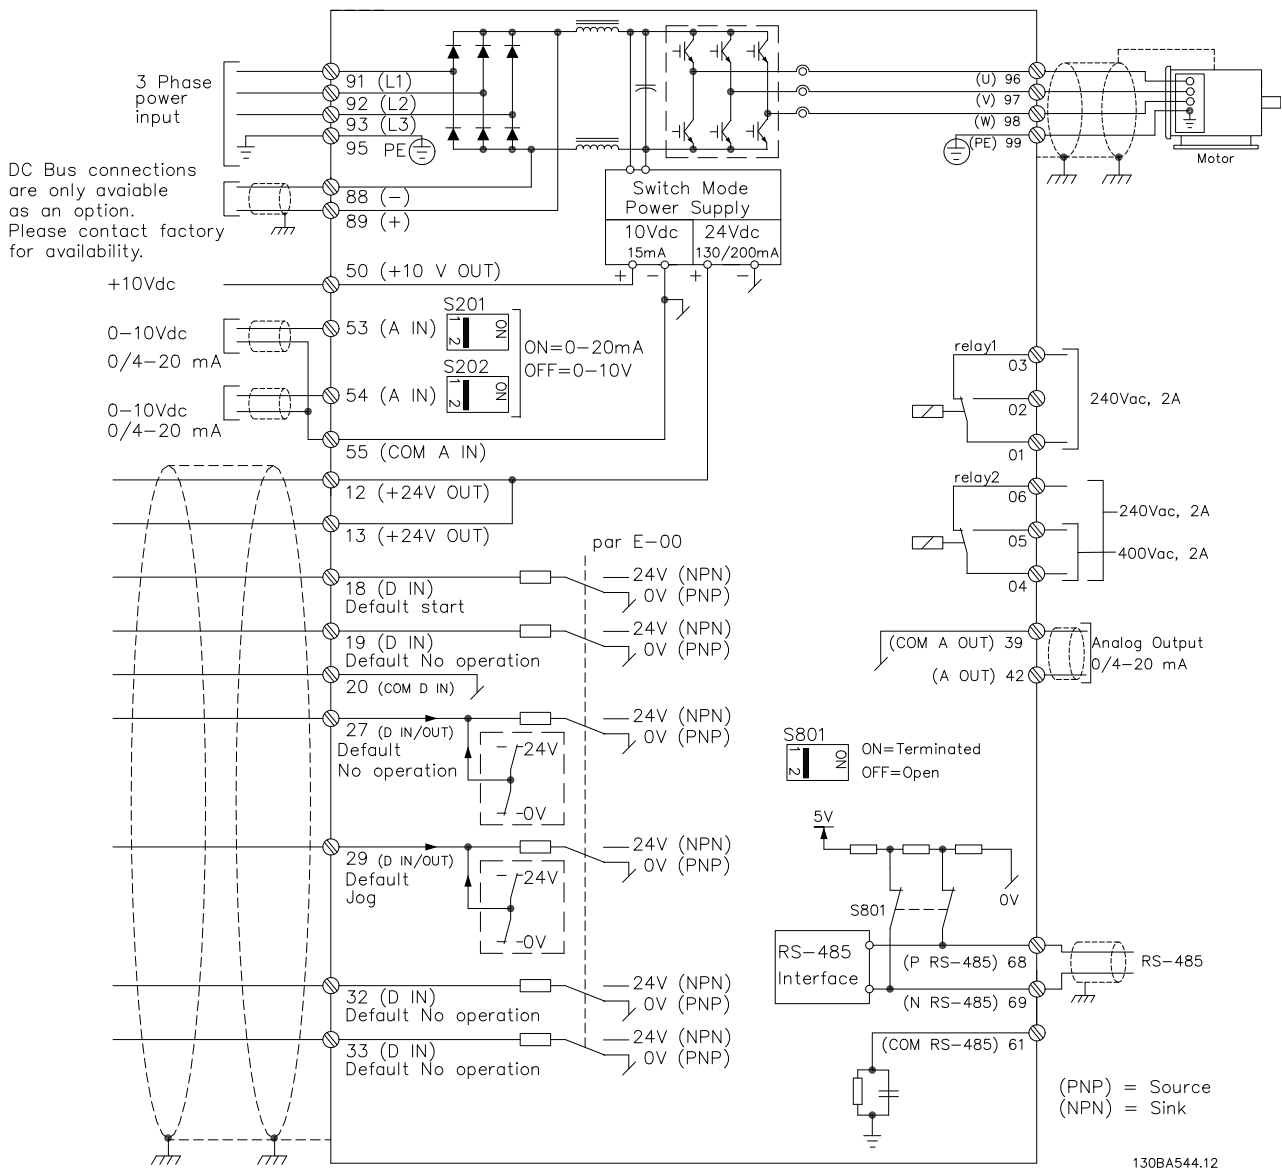 3 Phase
power
input
91 (L1)
92 (L2)
93 (L3)
95 PE
DC Bus connections
are only avaiable
as an option.
Please contact factory
for availability.
88 (−)
89 (+)
Switch Mode
Power Supply
10Vdc
15mA
24Vdc
130/200mA
+ − + −
(U) 96
(V) 97
(W) 98
(PE) 99
Motor
+10Vdc
50 (+10 V OUT)
0−10Vdc
0/4−20 mA
53 (A IN)
S201
1 2
ON
S202
1 2
ON
ON=0−20mA
OFF=0−10V
0−10Vdc
0/4−20 mA
54 (A IN)
55 (COM A IN)
12 (+24V OUT)
13 (+24V OUT)
par E−00
18 (D IN)
Default start
24V (NPN)
0V (PNP)
19 (D IN)
Default No operation
24V (NPN)
0V (PNP)
20 (COM D IN)
27 (D IN/OUT)
Default
No operation
24V
0V
24V (NPN)
0V (PNP)
29 (D IN/OUT)
Default
Jog
24V
0V
24V (NPN)
0V (PNP)
32 (D IN)
Default No operation
24V (NPN)
0V (PNP)
33 (D IN)
Default No operation
24V (NPN)
0V (PNP)
relay1
03
02
01
240Vac, 2A
relay2
06
05
04
240Vac, 2A
400Vac, 2A
(COM A OUT) 39
(A OUT) 42
Analog Output
0/4−20 mA
S801
1 2
ON
ON=Terminated
OFF=Open
5V
0V
S801
RS−485
Interface
(P RS−485) 68
(N RS−485) 69
RS−485
(COM RS−485) 61
(PNP) = Source
(NPN) = Sink
130BA544.12